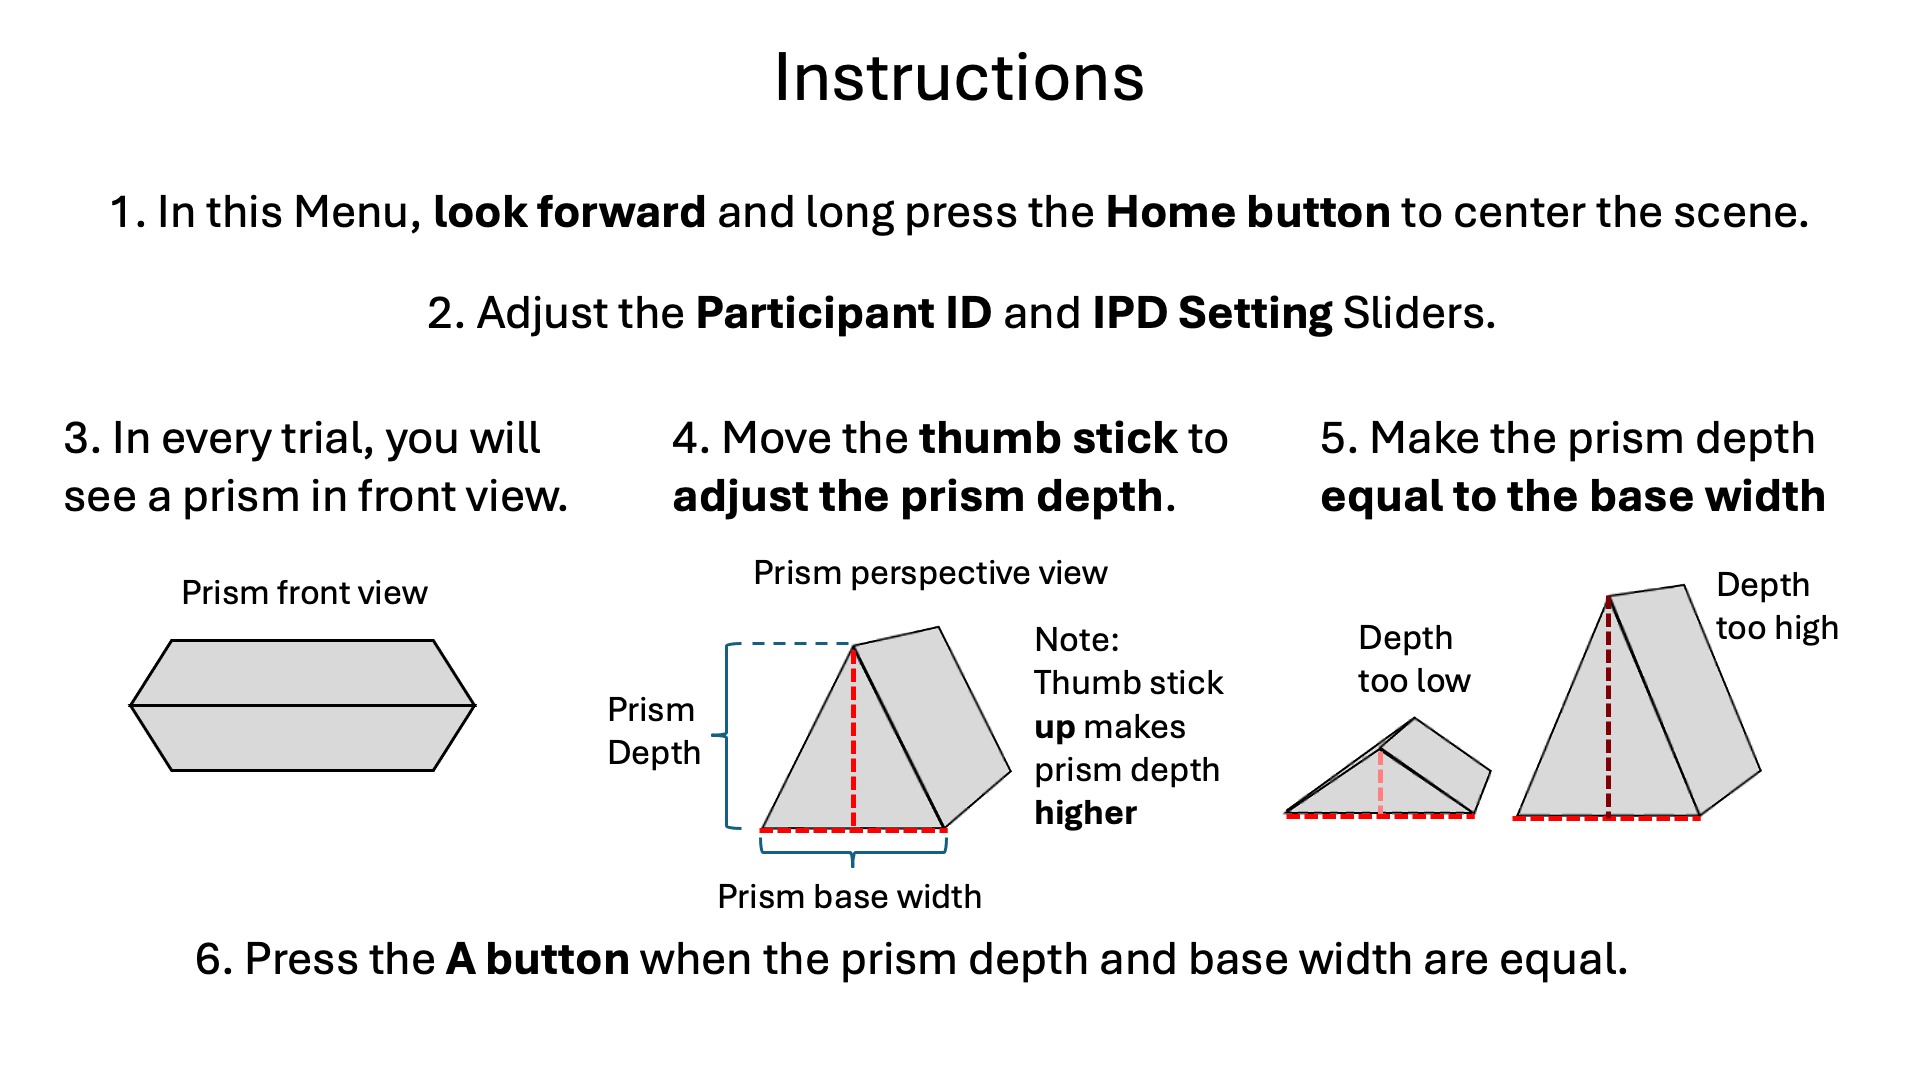 Instructions
1. In this Menu, look forward and long press the Home button to center the scene.
2. Adjust the Participant ID and IPD Setting Sliders.
3. In every trial, you will
see a prism in front view.
Prism front view
4. Move the thumb stick to
adjust the prism depth.
Prism perspective view
Prism
Depth
Prism base width
Note:
Thumb stick
up makes
prism depth
higher
5. Make the prism depth
equal to the base width
Depth
too low
Depth
too high
6. Press the A button when the prism depth and base width are equal.